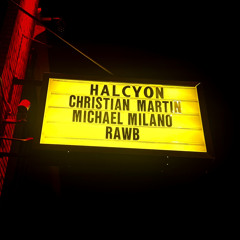 HALCYON
CHRISTIAN MARTIN
MICHAEL MILANO
RAWB